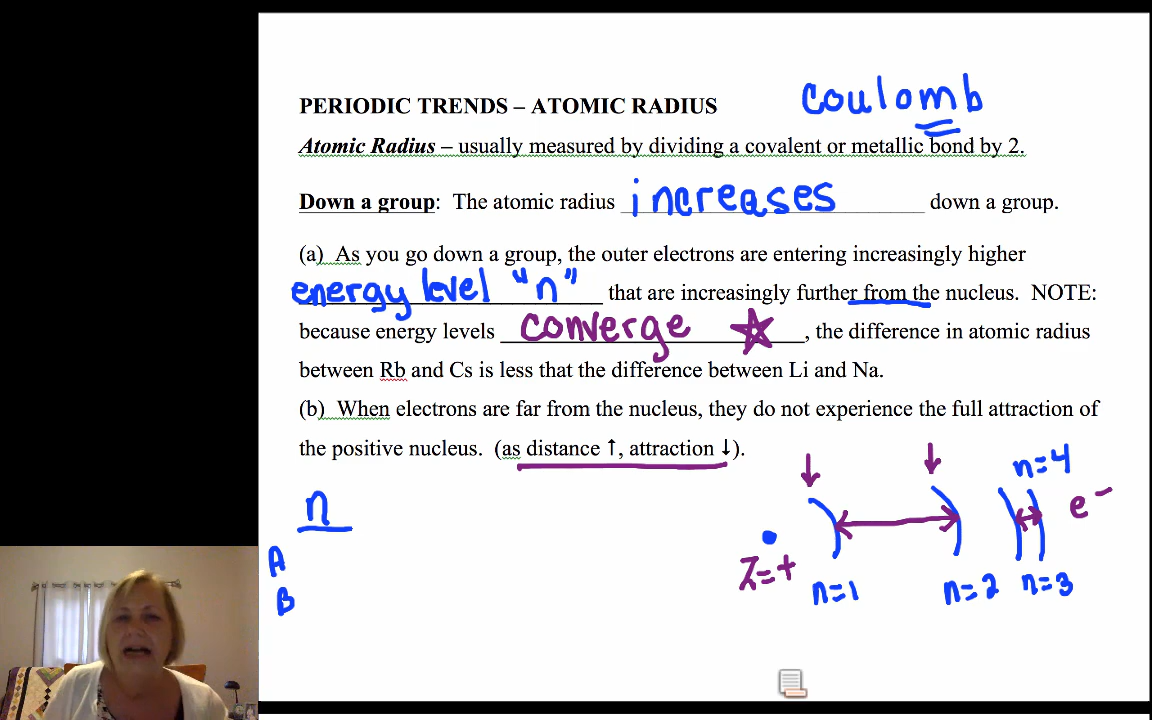 coulomb
PERIODIC TRENDS – ATOMIC RADIUS
Atomic Radius – usually measured by dividing a covalent or metallic bond by 2.
Down a group: The atomic radius increases down a group.
(a) As you go down a group, the outer electrons are entering increasingly higher
energy level "n" that are increasingly further from the nucleus. NOTE:
because energy levels converge ☆, the difference in atomic radius
between Rb and Cs is less that the difference between Li and Na.
(b) When electrons are far from the nucleus, they do not experience the full attraction of
the positive nucleus. (as distance ↑, attraction ↓).
n=4
n
e-
A
Z=+
n=1
n=2
n=3
B